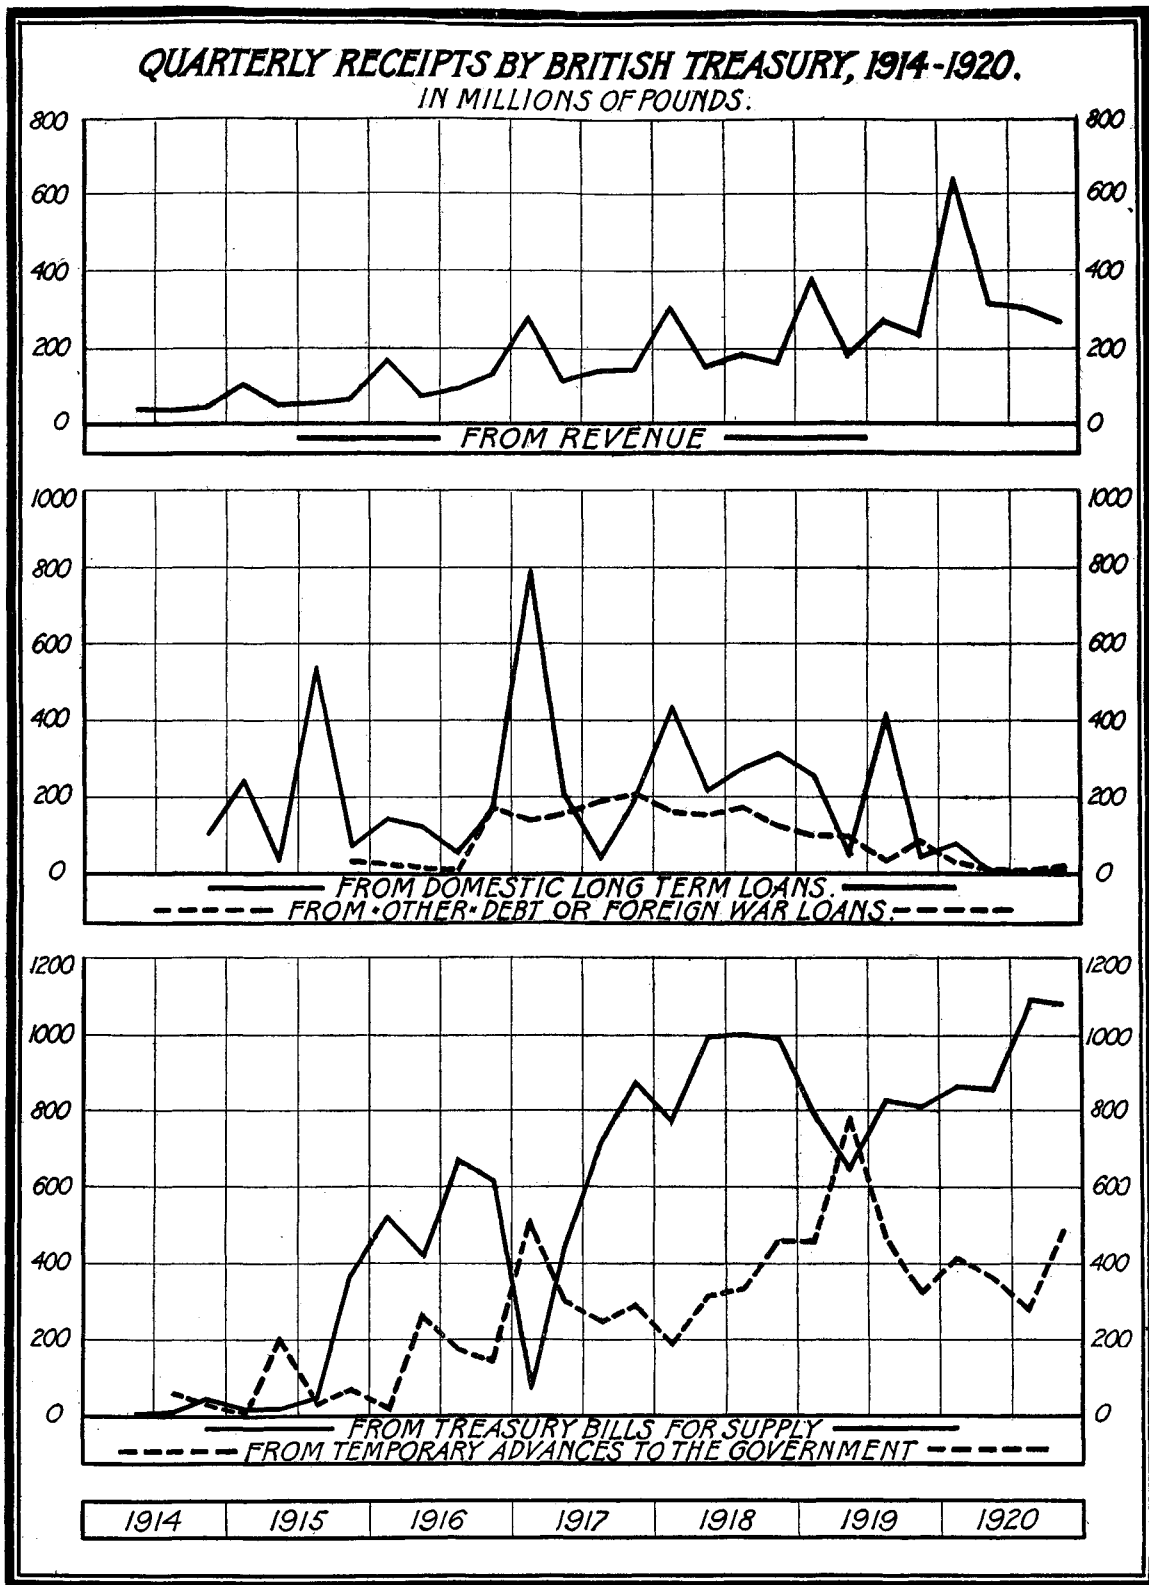 QUARTERLY RECEIPTS BY BRITISH TREASURY, 1914-1920.
IN MILLIONS OF POUNDS.
800 800
600 600
400 400
200 200
0 0
FROM REVENUE
1000 1000
800 800
600 600
400 400
200 200
0 0
FROM DOMESTIC LONG TERM LOANS.
FROM "OTHER" DEBT OR FOREIGN WAR LOANS.
1200 1200
1000 1000
800 800
600 600
400 400
200 200
0 0
FROM TREASURY BILLS FOR SUPPLY
FROM TEMPORARY ADVANCES TO THE GOVERNMENT
1914 1915 1916 1917 1918 1919 1920